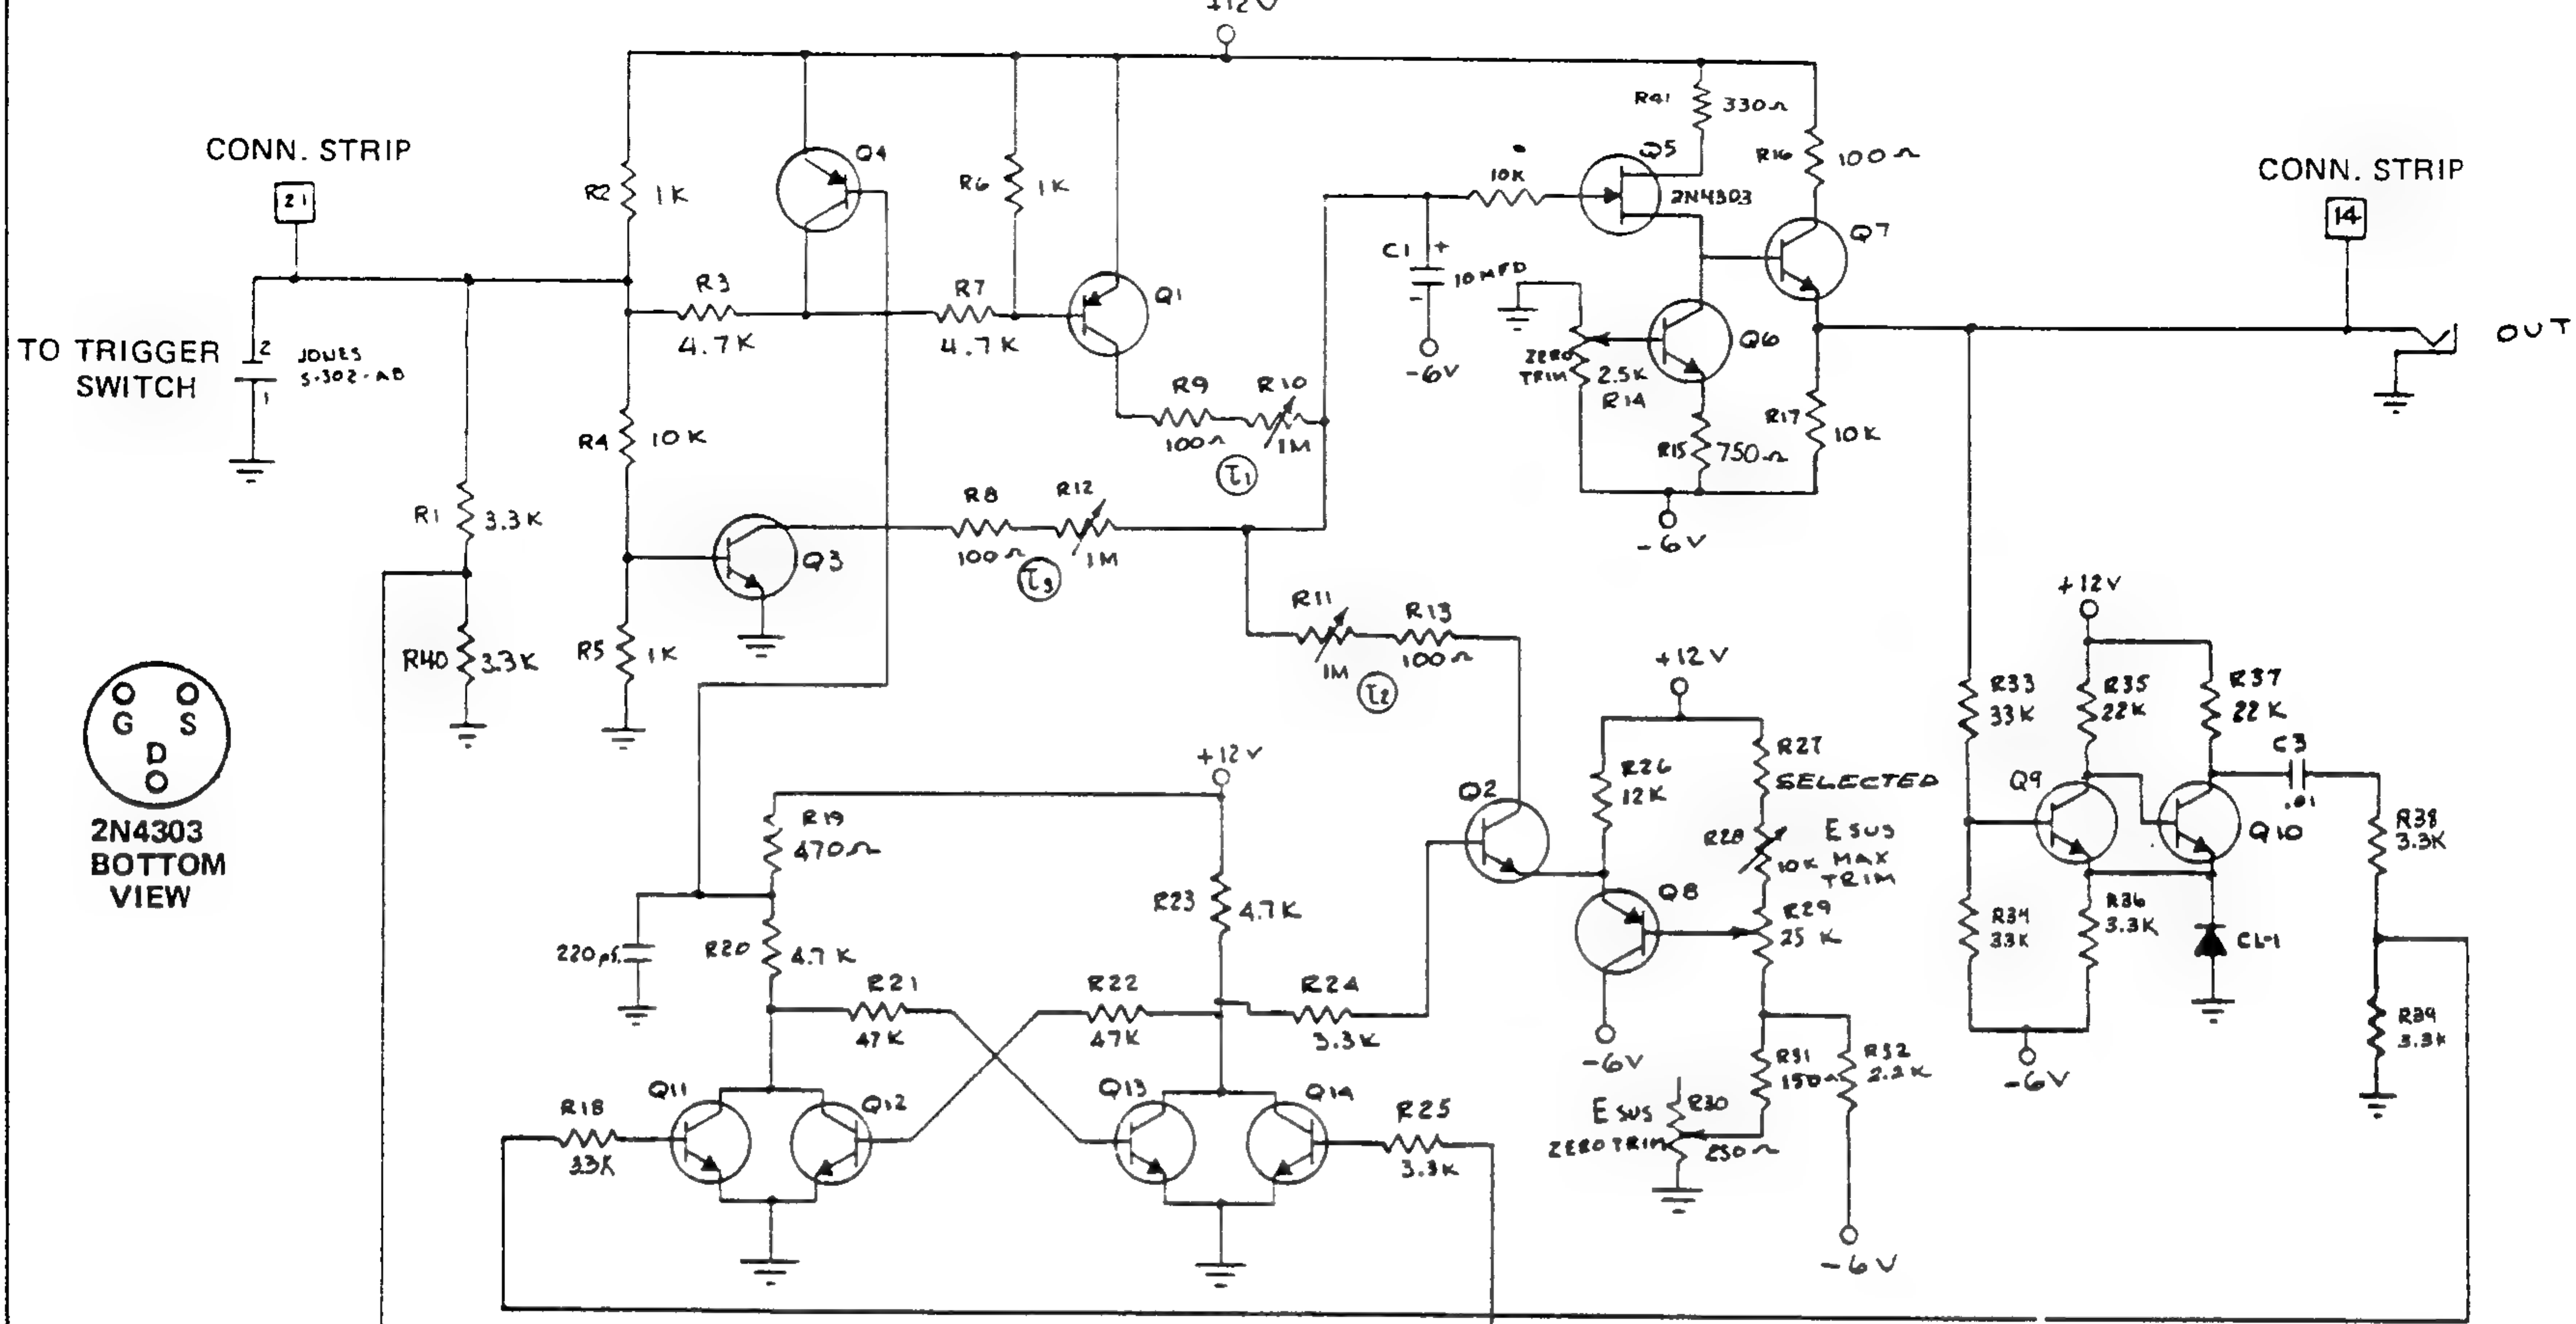 +12V
CONN. STRIP
21
TO TRIGGER
SWITCH
2
1
JONES
S-302-AB
R2
1K
Q4
R6
1K
R3
4.7K
R7
4.7K
Q1
R9
100Ω
R10
1M
τ1
R4
10K
R1
3.3K
R40
3.3K
R5
1K
Q3
R8
100Ω
R12
1M
τ3
R11
1M
R13
100Ω
τ2
10K
C1
+
10MFD
-
-6V
R41
330Ω
Q5
2N4303
R16
100Ω
Q7
ZERO
TRIM
2.5K
R14
Q6
R15
750Ω
R17
10K
-6V
CONN. STRIP
14
OUT
G
S
D
2N4303
BOTTOM
VIEW
+12V
R19
470Ω
220pf.
R20
4.7K
R23
4.7K
R21
47K
R22
47K
R24
3.3K
R18
33K
Q11
Q12
Q13
Q14
R25
3.3K
Q2
+12V
R26
12K
R27
SELECTED
R28
10K
E SUS
MAX
TRIM
Q8
R29
25K
-6V
R31
150Ω
R32
2.2K
E SUS
ZERO TRIM
R30
250Ω
-6V
R33
33K
R34
33K
+12V
R35
22K
R37
22K
Q9
Q10
C3
.01
R36
3.3K
CL-1
-6V
R38
3.3K
R39
3.3K